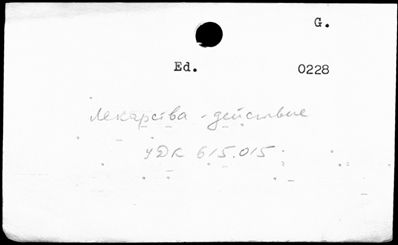 G.
Ed. 0228
Лекарства - действие
УДК 615.015